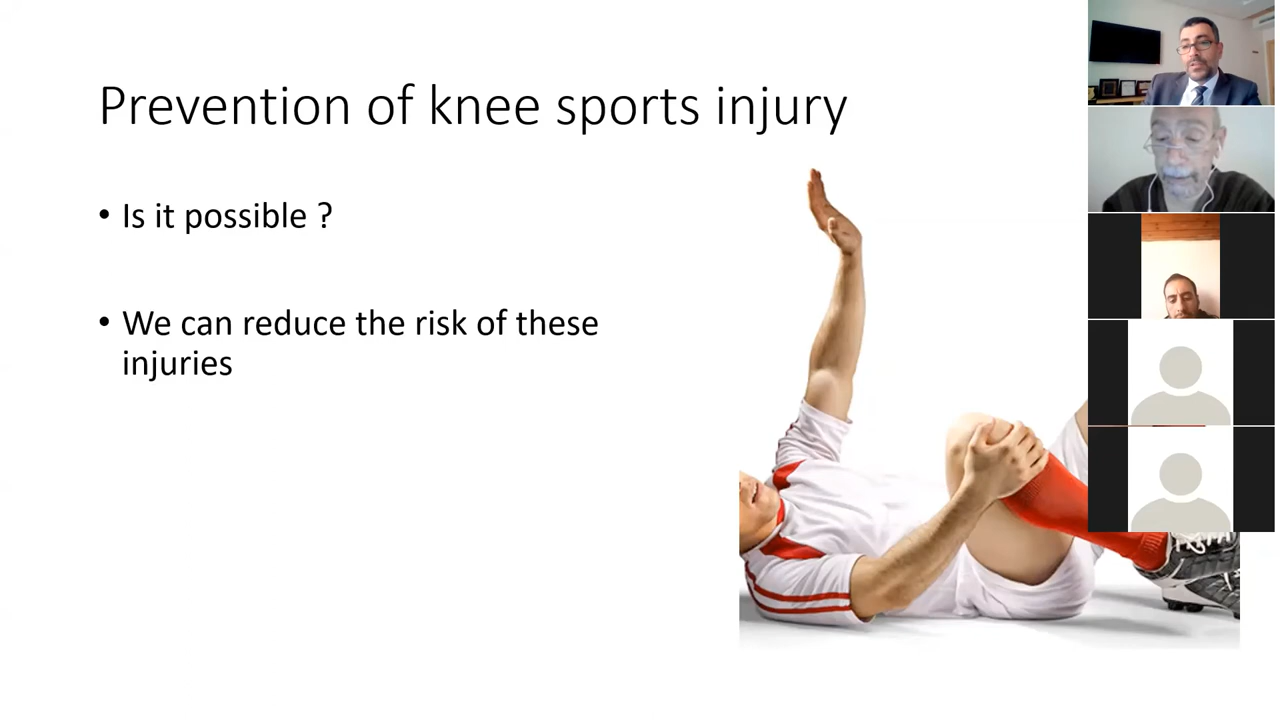 Prevention of knee sports injury
• Is it possible ?
• We can reduce the risk of these
injuries